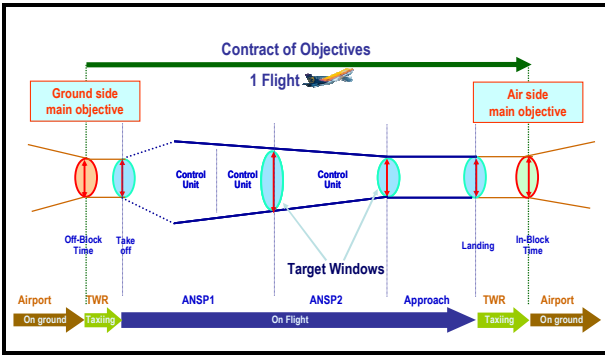 Contract of Objectives
1 Flight
Ground side
main objective
Air side
main objective
Control
Unit
Control
Unit
Control
Unit
Off-Block
Time
Take
off
Landing
In-Block
Time
Target Windows
Airport
TWR
ANSP1
ANSP2
Approach
TWR
Airport
On ground
Taxiing
On Flight
Taxiing
On ground